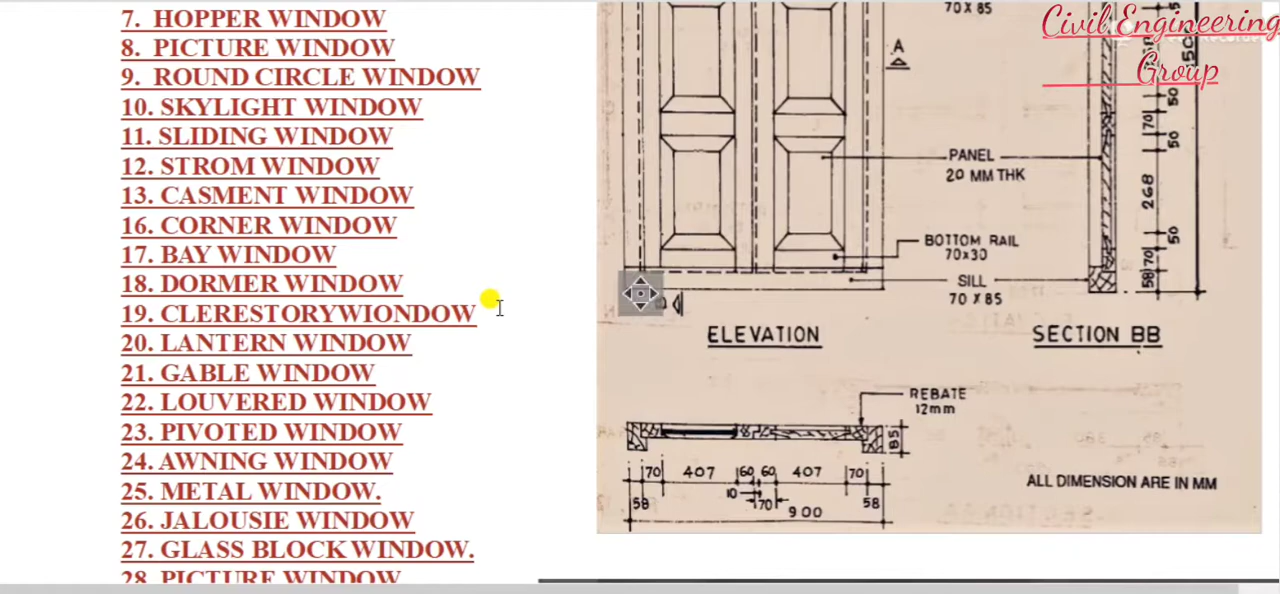 7. HOPPER WINDOW
8. PICTURE WINDOW
9. ROUND CIRCLE WINDOW
10. SKYLIGHT WINDOW
11. SLIDING WINDOW
12. STROM WINDOW
13. CASMENT WINDOW
16. CORNER WINDOW
17. BAY WINDOW
18. DORMER WINDOW
19. CLERESTORYWIONDOW
20. LANTERN WINDOW
21. GABLE WINDOW
22. LOUVERED WINDOW
23. PIVOTED WINDOW
24. AWNING WINDOW
25. METAL WINDOW.
26. JALOUSIE WINDOW
27. GLASS BLOCK WINDOW.
28. PICTURE WINDOW
70 X 85
Civil Engineering
Group
A
50
70
50
PANEL
20 MM THK
268
50
BOTTOM RAIL
70x30
70
SILL
70 X 85
58
ELEVATION
SECTION BB
REBATE
12mm
85
70 407 60 60 407 70
10
58 70 58
900
ALL DIMENSION ARE IN MM